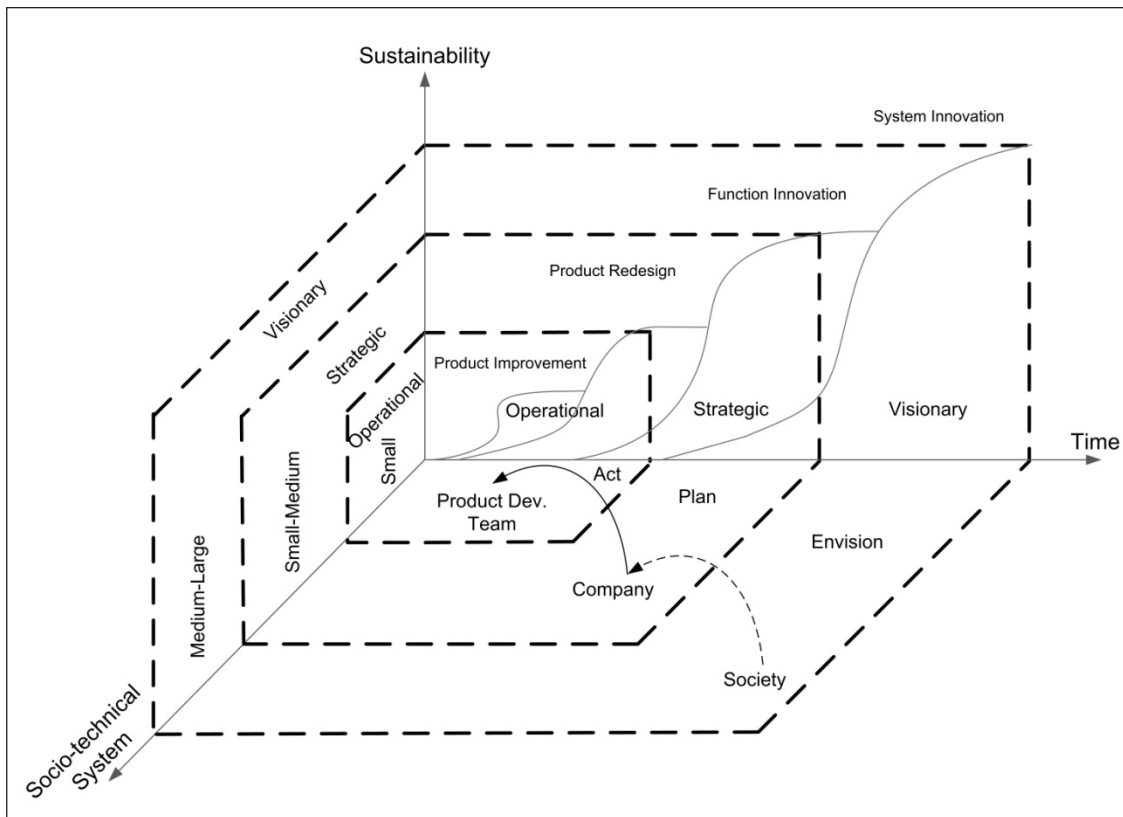 Sustainability
System Innovation
Function Innovation
Product Redesign
Visionary
Strategic
Product Improvement
Operational
Operational
Strategic
Visionary
Small
Time
Act
Product Dev.
Team
Plan
Small-Medium
Envision
Company
Medium-Large
Society
Socio-technical
System